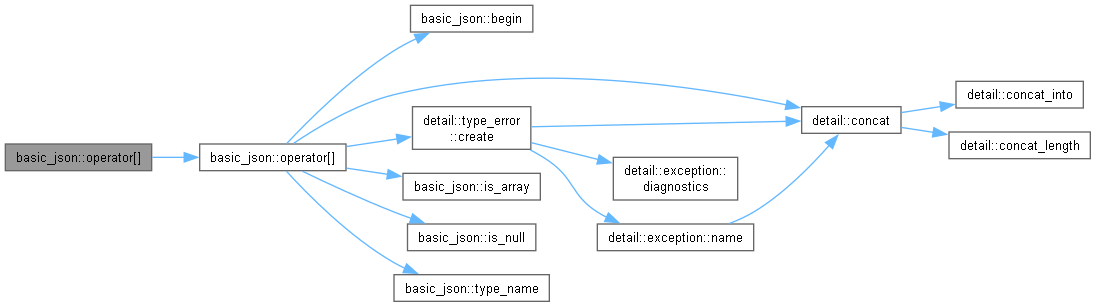 basic_json::operator[]
basic_json::operator[]
basic_json::begin
detail::type_error
::create
basic_json::is_array
basic_json::is_null
basic_json::type_name
detail::exception::
diagnostics
detail::exception::name
detail::concat
detail::concat_into
detail::concat_length